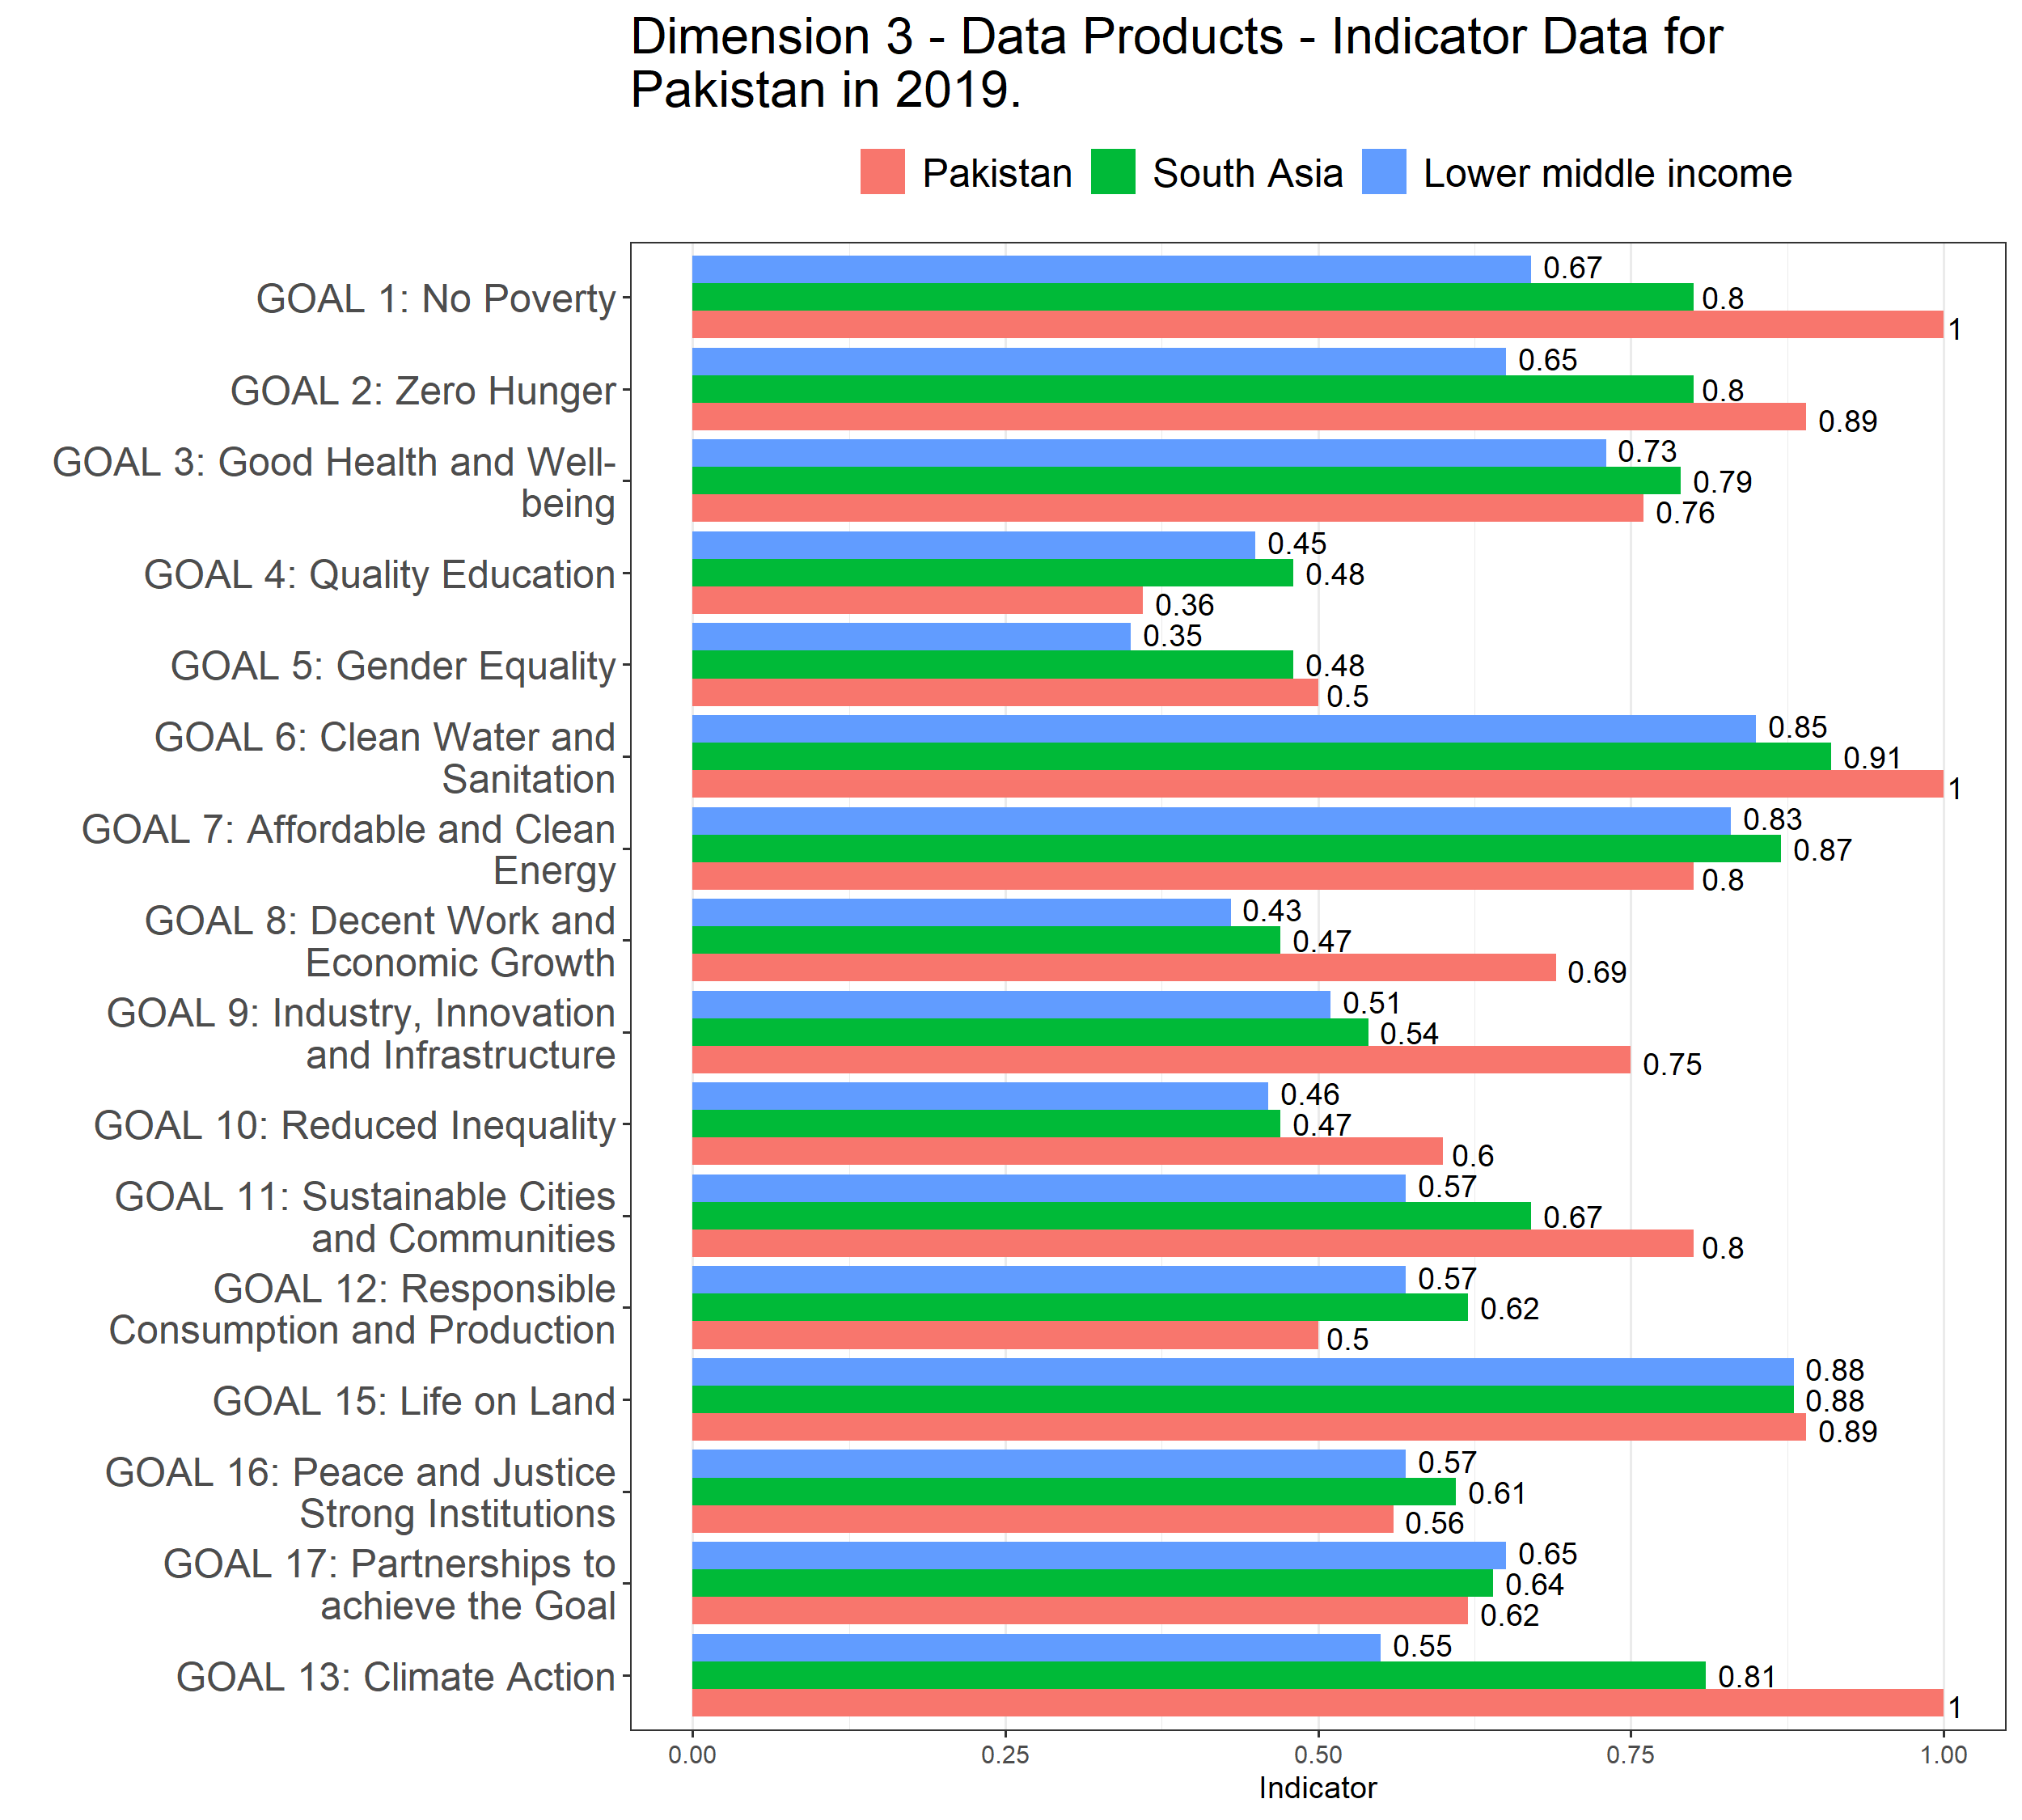 Dimension 3 - Data Products - Indicator Data for
Pakistan in 2019.
Pakistan South Asia Lower middle income
GOAL 1: No Poverty
0.67
0.8
1
GOAL 2: Zero Hunger
0.65
0.8
0.89
GOAL 3: Good Health and Well-
being
0.73
0.79
0.76
GOAL 4: Quality Education
0.45
0.48
0.36
GOAL 5: Gender Equality
0.35
0.48
0.5
GOAL 6: Clean Water and
Sanitation
0.85
0.91
1
GOAL 7: Affordable and Clean
Energy
0.83
0.87
0.8
GOAL 8: Decent Work and
Economic Growth
0.43
0.47
0.69
GOAL 9: Industry, Innovation
and Infrastructure
0.51
0.54
0.75
GOAL 10: Reduced Inequality
0.46
0.47
0.6
GOAL 11: Sustainable Cities
and Communities
0.57
0.67
0.8
GOAL 12: Responsible
Consumption and Production
0.57
0.62
0.5
GOAL 15: Life on Land
0.88
0.88
0.89
GOAL 16: Peace and Justice
Strong Institutions
0.57
0.61
0.56
GOAL 17: Partnerships to
achieve the Goal
0.65
0.64
0.62
GOAL 13: Climate Action
0.55
0.81
1
0.00 0.25 0.50 0.75 1.00
Indicator